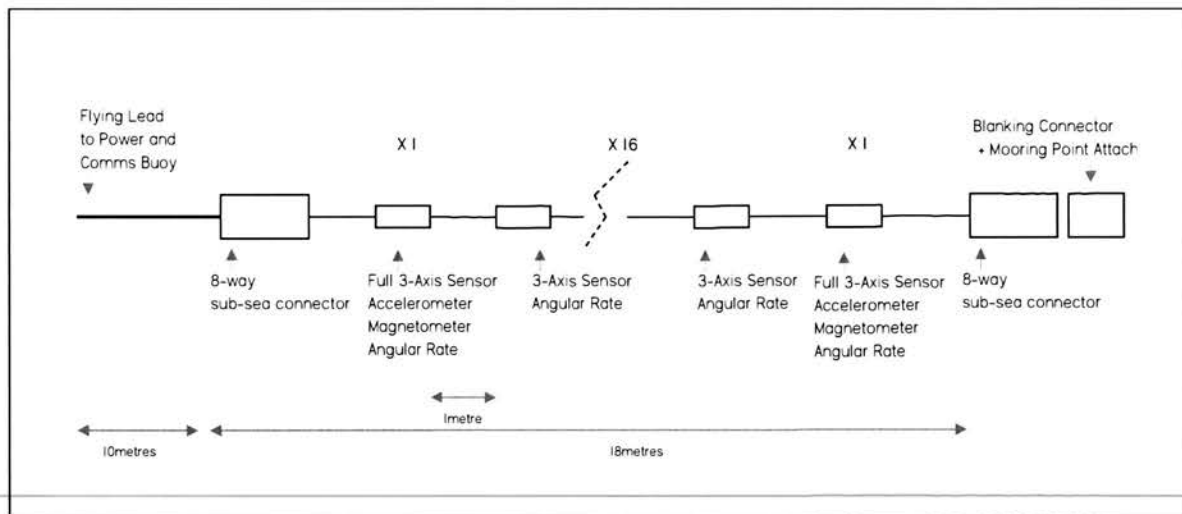 Flying Lead
to Power and
Comms Buoy
X 1
X 16
X 1
Blanking Connector
+ Mooring Point Attach
8-way
sub-sea connector
Full 3-Axis Sensor
Accelerometer
Magnetometer
Angular Rate
3-Axis Sensor
Angular Rate
3-Axis Sensor
Angular Rate
Full 3-Axis Sensor
Accelerometer
Magnetometer
Angular Rate
8-way
sub-sea connector
1metre
10metres
18metres